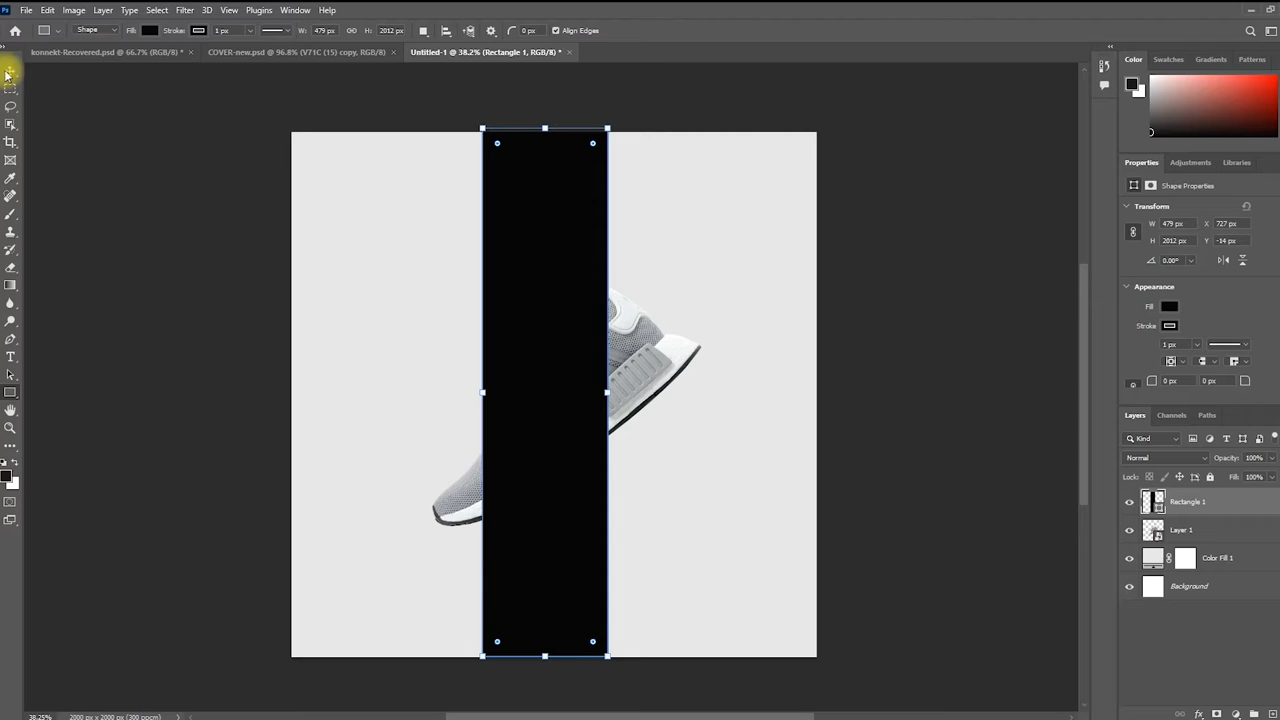 Ps File Edit Image Layer Type Select Filter 3D View Plugins Window Help
Shape Fill: Stroke: 1 px W: 479 px H: 2012 px 0 px Align Edges
konnekt-Recovered.psd @ 66.7% (RGB/8) * COVER-new.psd @ 96.8% (V71C (15) copy, RGB/8) Untitled-1 @ 38.2% (Rectangle 1, RGB/8) *
Color Swatches Gradients Patterns
Properties Adjustments Libraries
Shape Properties
Transform
W 479 px X 727 px
H 2012 px Y -14 px
0.00°
Appearance
Fill
Stroke
1 px
0 px 0 px
Layers Channels Paths
Kind
Normal Opacity: 100%
Lock: Fill: 100%
Rectangle 1
Layer 1
Color Fill 1
Background
38.25% 2000 px x 2000 px (300 ppcm)
fx